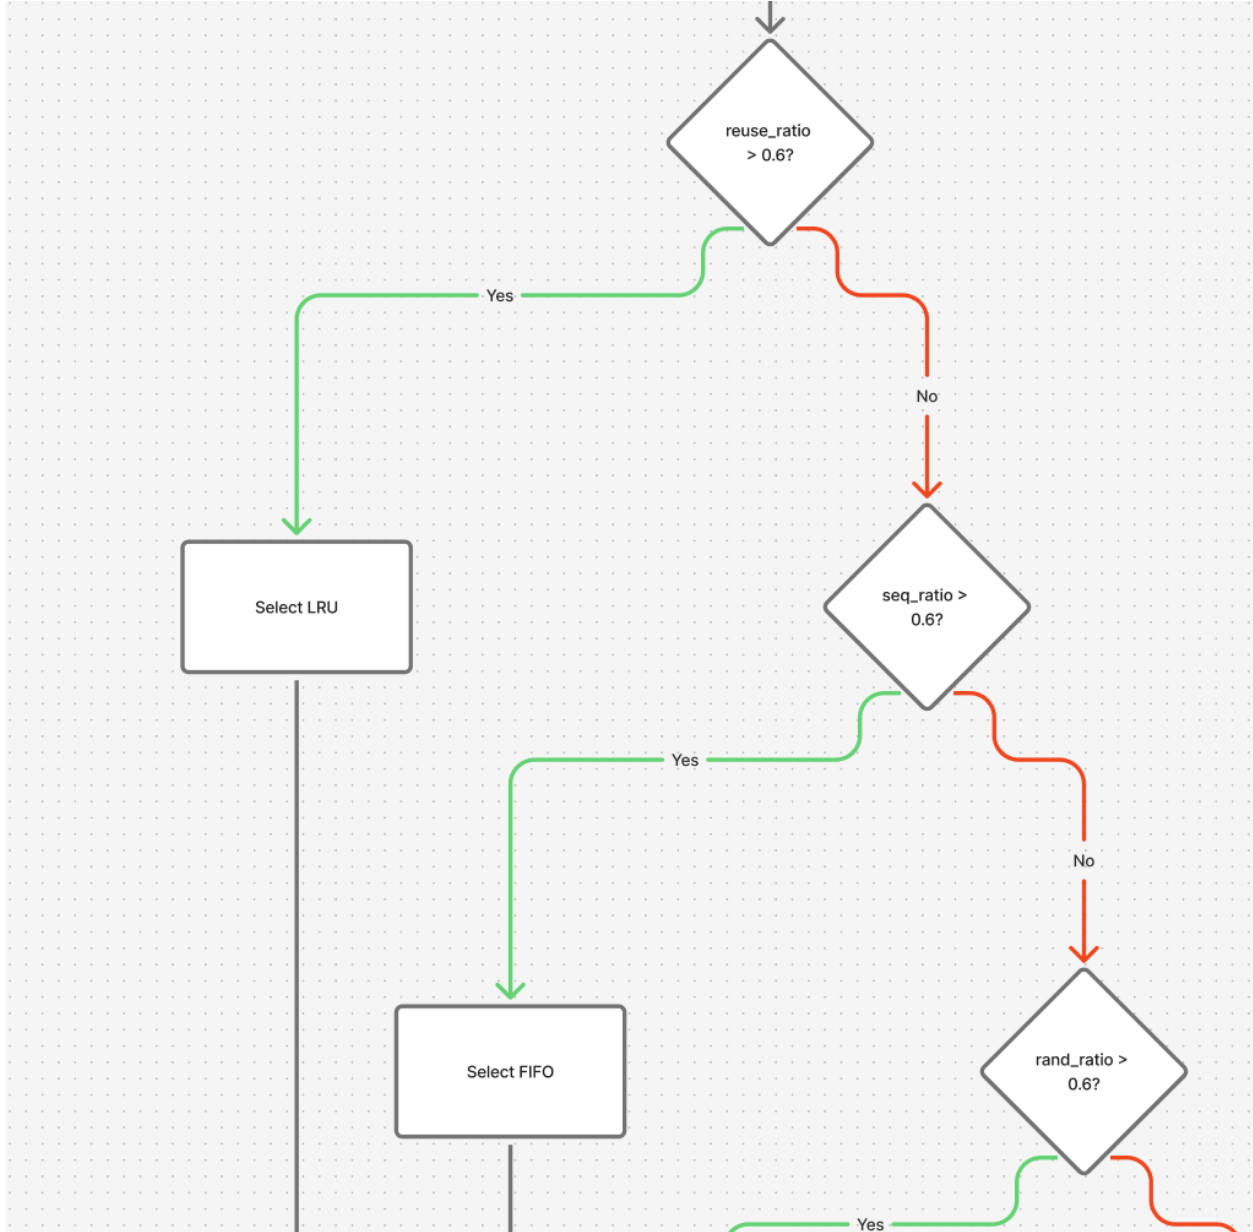 reuse_ratio
> 0.6?
Yes
No
Select LRU
seq_ratio >
0.6?
Yes
No
Select FIFO
rand_ratio >
0.6?
Yes